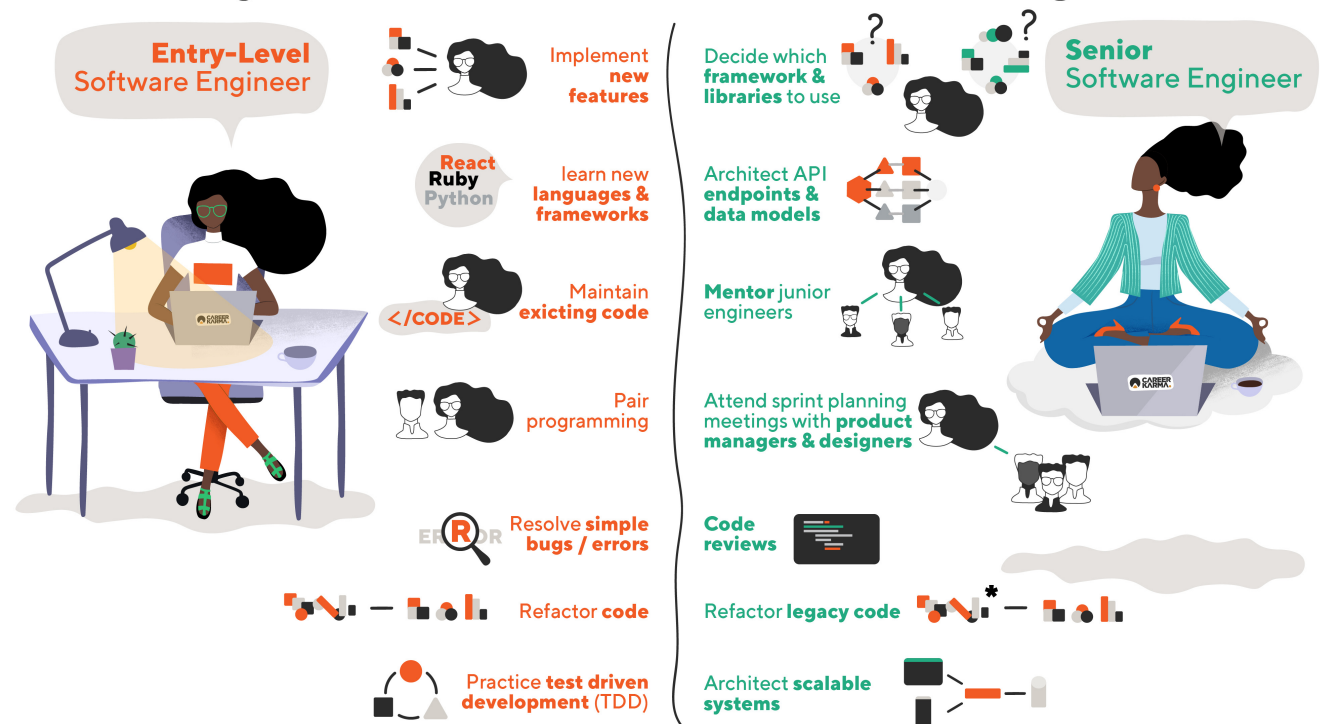 Entry-Level
Software Engineer
Implement
new
features
React
Ruby
Python
learn new
languages &
frameworks
</CODE>
Maintain
exicting code
Pair
programming
ERROR
Resolve simple
bugs / errors
Refactor code
Practice test driven
development (TDD)
CAREER
KARMA
?
?
Decide which
framework &
libraries to use
Senior
Software Engineer
Architect API
endpoints &
data models
Mentor junior
engineers
Attend sprint planning
meetings with product
managers & designers
Code
reviews
Refactor legacy code *
Architect scalable
systems
CAREER
KARMA